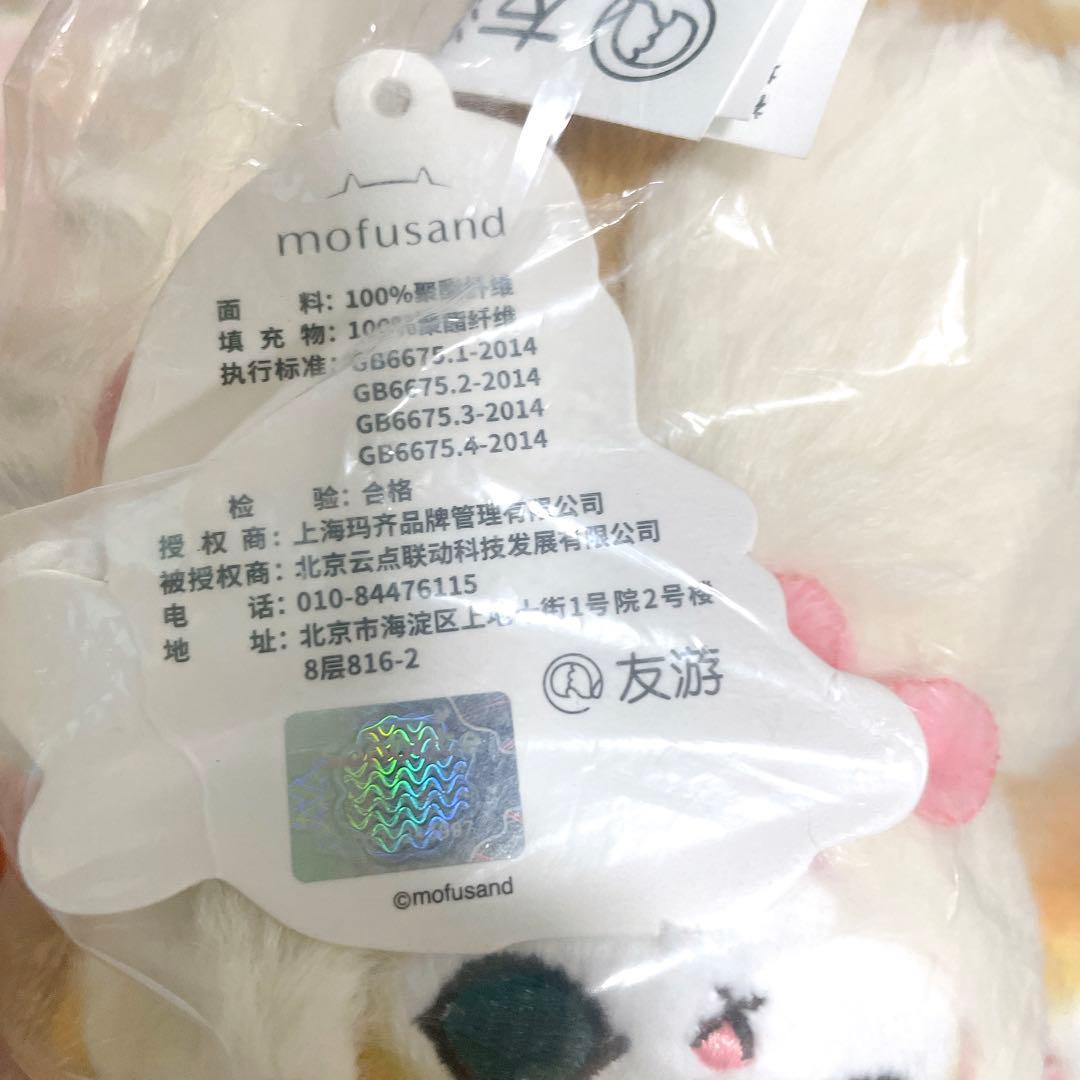 友
mofusand
面 料：100%聚酯纤维
填 充 物：100%聚酯纤维
执行标准：GB6675.1-2014
GB6675.2-2014
GB6675.3-2014
GB6675.4-2014
检 验：合格
授 权 商：上海玛齐品牌管理有限公司
被授权商：北京云点联动科技发展有限公司
电 话：010-84476115
地 址：北京市海淀区上地十街1号院2号楼
8层816-2
友游
©mofusand